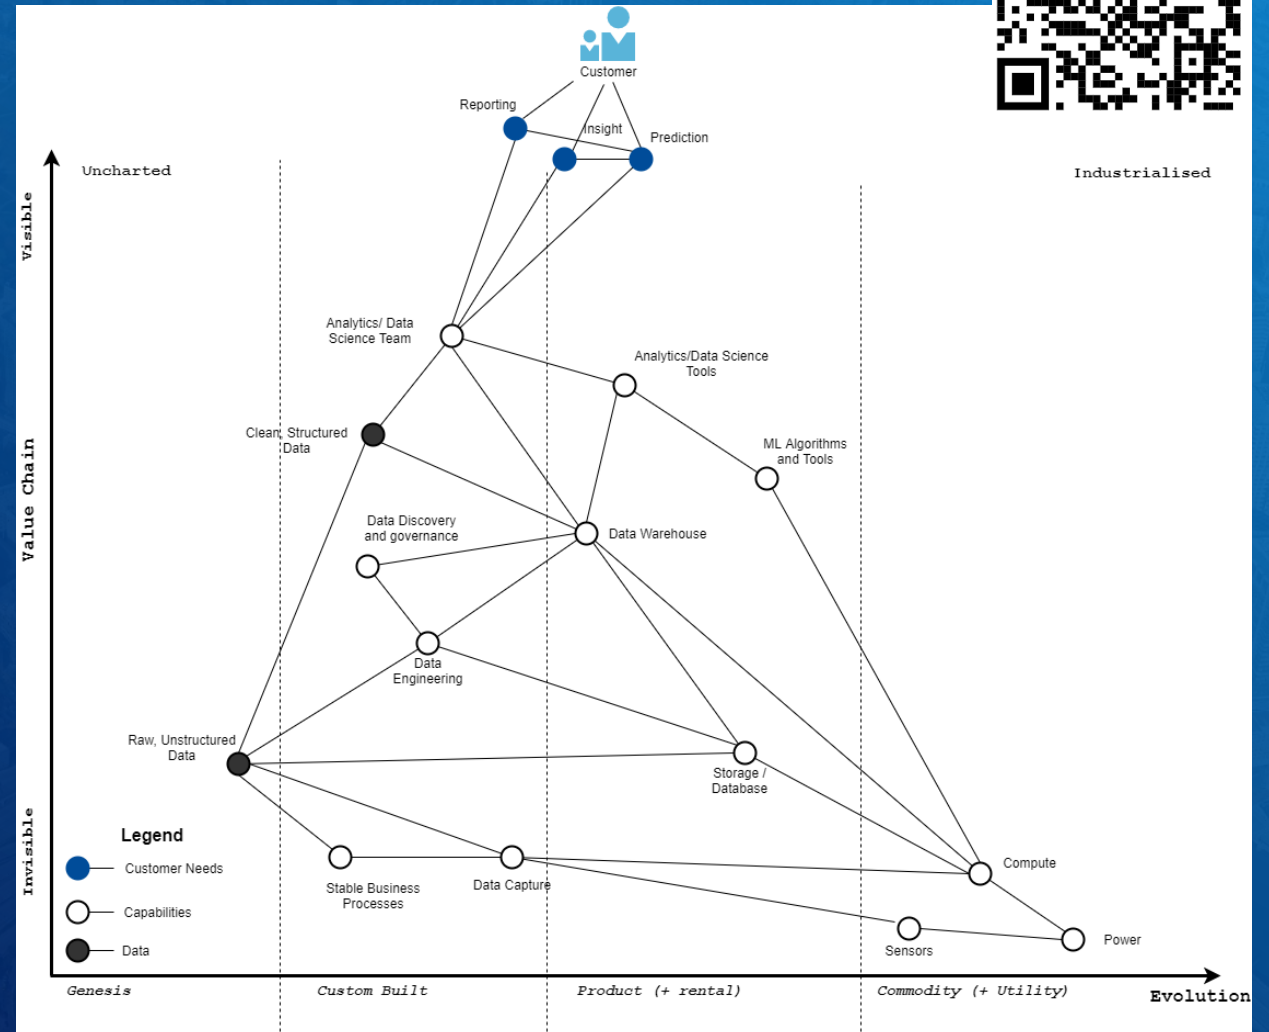 Customer
Reporting
Insight
Prediction
Uncharted
Industrialised
Visible
Analytics/ Data
Science Team
Analytics/Data Science
Tools
Clean, Structured
Data
ML Algorithms
and Tools
Value Chain
Data Discovery
and governance
Data Warehouse
Data
Engineering
Raw, Unstructured
Data
Storage /
Database
Invisible
Legend
Customer Needs
Capabilities
Data
Stable Business
Processes
Data Capture
Compute
Sensors
Power
Genesis
Custom Built
Product (+ rental)
Commodity (+ Utility)
Evolution